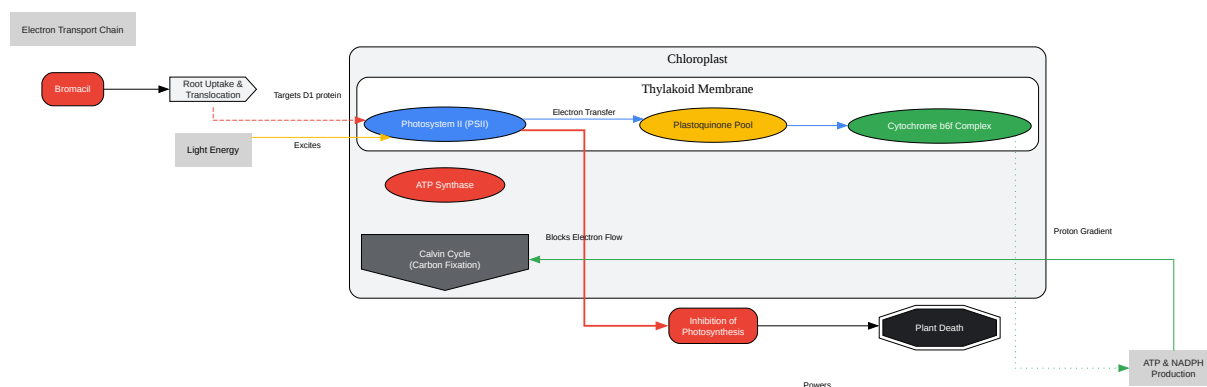 Electron Transport Chain
Chloroplast
Thylakoid Membrane
Bromacil
Root Uptake &
Translocation
Targets D1 protein
Photosystem II (PSII)
Electron Transfer
Plastoquinone Pool
Cytochrome b6f Complex
Light Energy
Excites
ATP Synthase
Blocks Electron Flow
Proton Gradient
Calvin Cycle
(Carbon Fixation)
Inhibition of
Photosynthesis
Plant Death
ATP & NADPH
Production
Powers